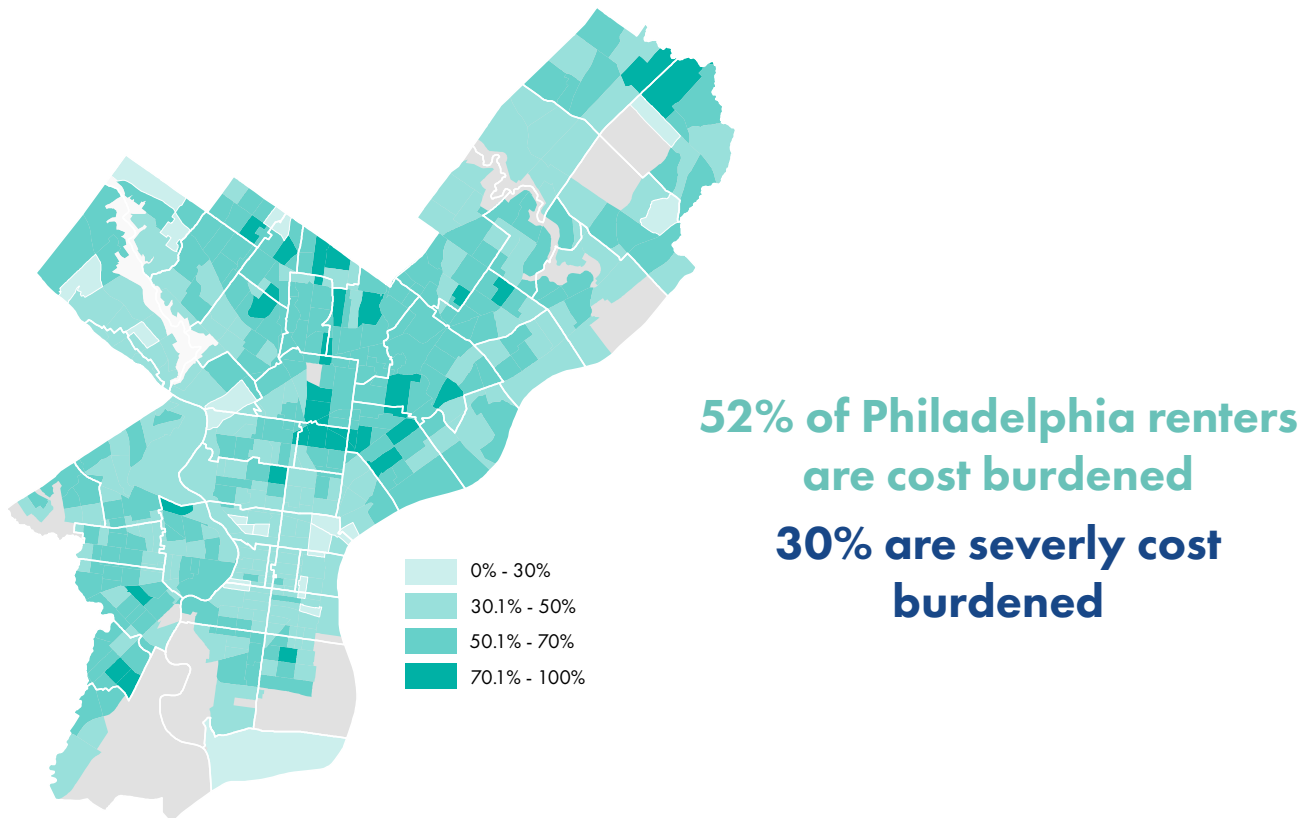 52% of Philadelphia renters
are cost burdened
30% are severly cost
burdened
0% - 30%
30.1% - 50%
50.1% - 70%
70.1% - 100%